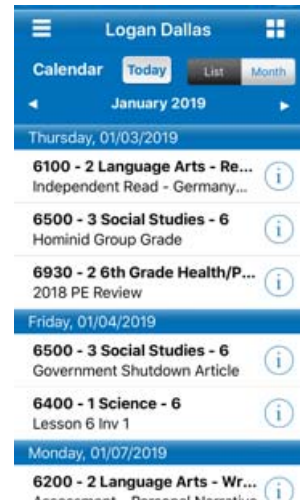 Logan Dallas
Calendar Today List Month
January 2019
Thursday, 01/03/2019
6100 - 2 Language Arts - Re...
Independent Read - Germany...
6500 - 3 Social Studies - 6
Hominid Group Grade
6930 - 2 6th Grade Health/P...
2018 PE Review
Friday, 01/04/2019
6500 - 3 Social Studies - 6
Government Shutdown Article
6400 - 1 Science - 6
Lesson 6 Inv 1
Monday, 01/07/2019
6200 - 2 Language Arts - Wr...
Assessment - Personal Narrative